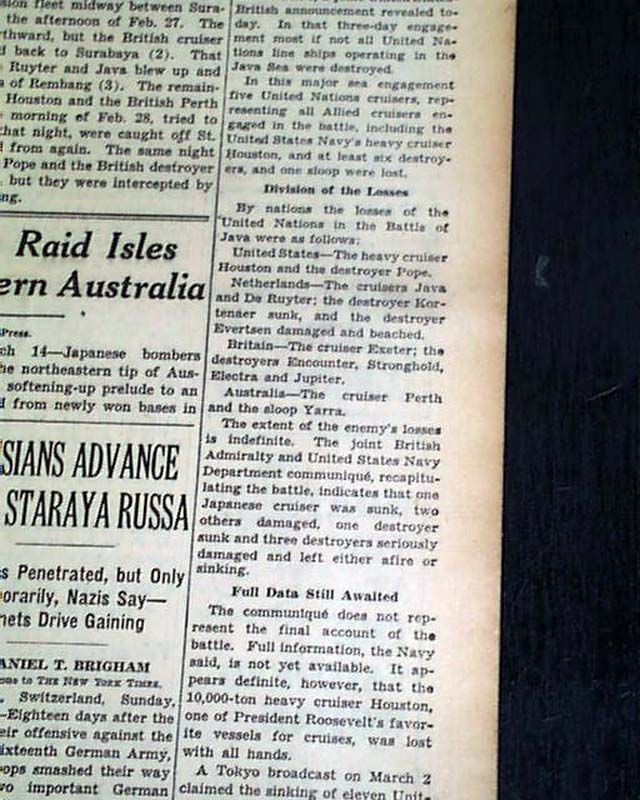 sion fleet midway between Sura-
the afternoon of Feb. 27. The
thward, but the British cruiser
d back to Surabaya (2). That
Ruyter and Java blew up and
s of Rembang (3). The remain-
Houston and the British Perth
morning of Feb. 28, tried to
that night, were caught off St.
from again. The same night
Pope and the British destroyer
but they were intercepted by
ng.
Raid Isles
ern Australia
Press.
ch 14—Japanese bombers
he northeastern tip of Aus-
softening-up prelude to an
d from newly won bases in
SIANS ADVANCE
STARAYA RUSSA
s Penetrated, but Only
orarily, Nazis Say—
nets Drive Gaining
ANIEL T. BRIGHAM
to THE NEW YORK TIMES.
Switzerland, Sunday,
—Eighteen days after the
eir offensive against the
ixteenth German Army,
ops smashed their way
wo important German
British announcement revealed to-
day. In that three-day engage-
ment most if not all United Na-
tions line ships operating in the
Java Sea were destroyed.
In this major sea engagement
five United Nations cruisers, rep-
resenting all Allied cruisers en-
gaged in the battle, including the
United States Navy's heavy cruiser
Houston, and at least six destroy-
ers, and one sloop were lost.
Division of the Losses
By nations the losses of the
United Nations in the Battle of
Java were as follows:
United States—The heavy cruiser
Houston and the destroyer Pope.
Netherlands—The cruisers Java
and De Ruyter; the destroyer Kor-
tenaer sunk, and the destroyer
Evertsen damaged and beached.
Britain—The cruiser Exeter; the
destroyers Encounter, Stronghold,
Electra and Jupiter.
Australia—The cruiser Perth
and the sloop Yarra.
The extent of the enemy's losses
is indefinite. The joint British
Admiralty and United States Navy
Department communiqué, recapitu-
lating the battle, indicates that one
Japanese cruiser was sunk, two
others damaged, one destroyer
sunk and three destroyers seriously
damaged and left either afire or
sinking.
Full Data Still Awaited
The communiqué does not rep-
resent the final account of the
battle. Full information, the Navy
said, is not yet available. It ap-
pears definite, however, that the
10,000-ton heavy cruiser Houston,
one of President Roosevelt's favor-
ite vessels for cruises, was lost
with all hands.
A Tokyo broadcast on March 2
claimed the sinking of eleven Unit-